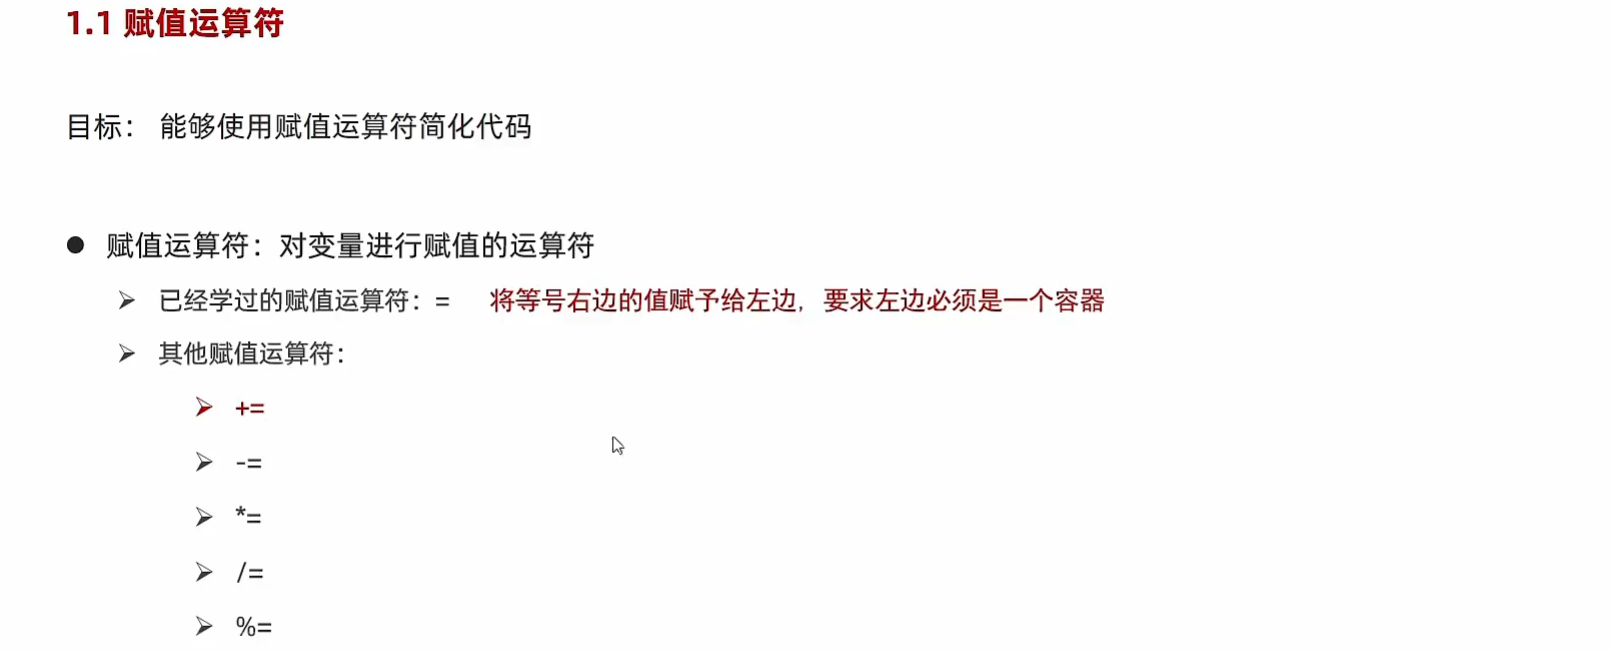 1.1 赋值运算符
目标： 能够使用赋值运算符简化代码
赋值运算符：对变量进行赋值的运算符
已经学过的赋值运算符：= 将等号右边的值赋予给左边，要求左边必须是一个容器
其他赋值运算符：
+=
-=
*=
/=
%=